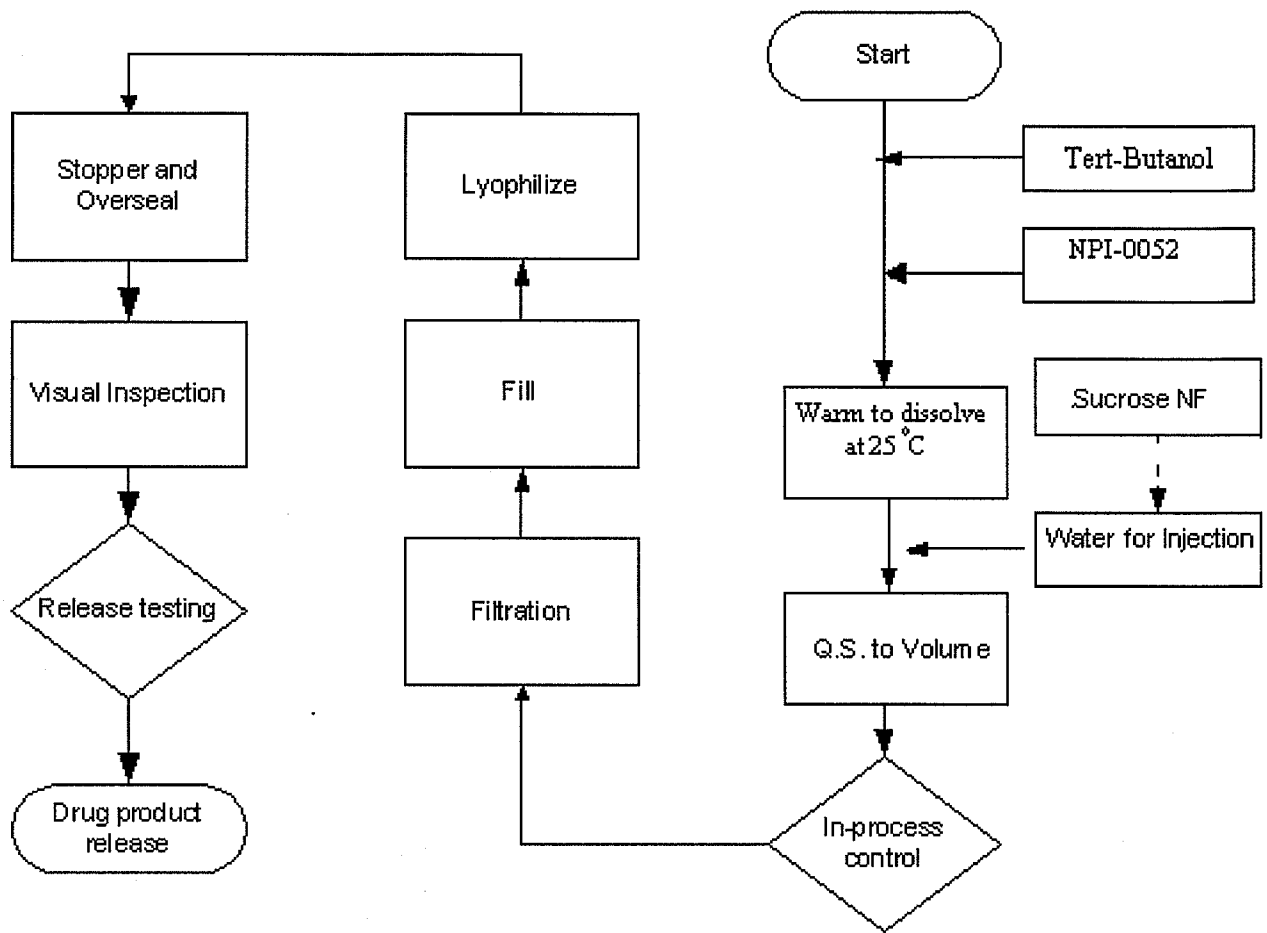 Start
Tert-Butanol
NPI-0052
Warm to dissolve
at 25°C
Sucrose NF
Water for Injection
Q.S. to Volume
In-process
control
Filtration
Fill
Lyophilize
Stopper and
Overseal
Visual Inspection
Release testing
Drug product
release